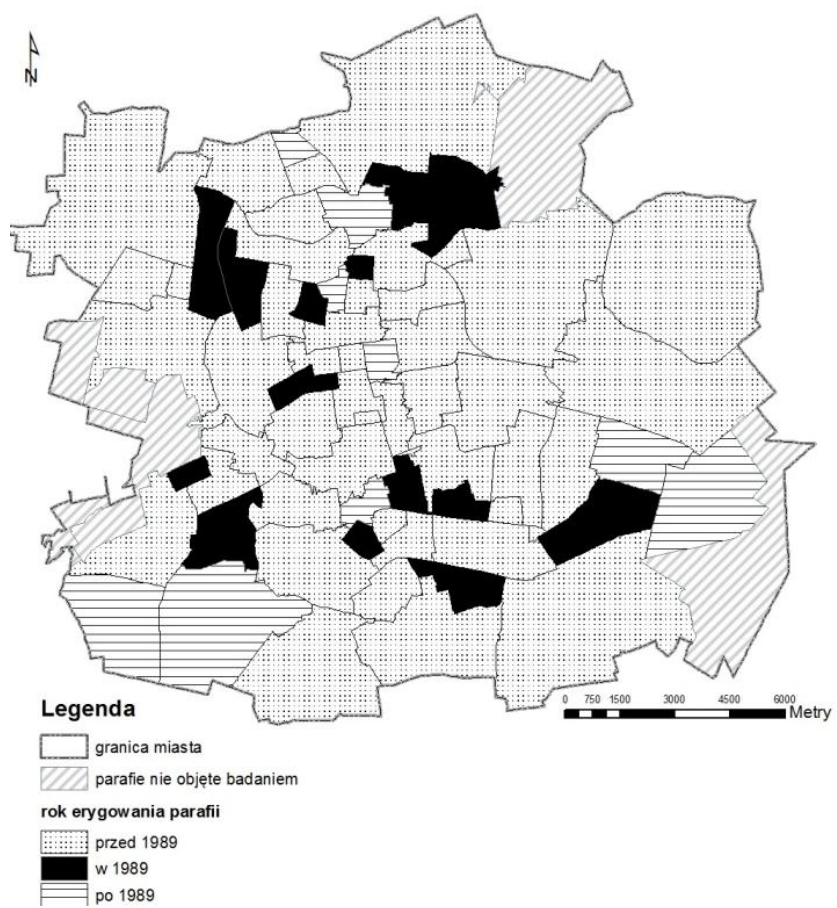 N
Legenda
granica miasta
parafie nie objęte badaniem
rok erygowania parafii
przed 1989
w 1989
po 1989
0 750 1500 3000 4500 6000
Metry